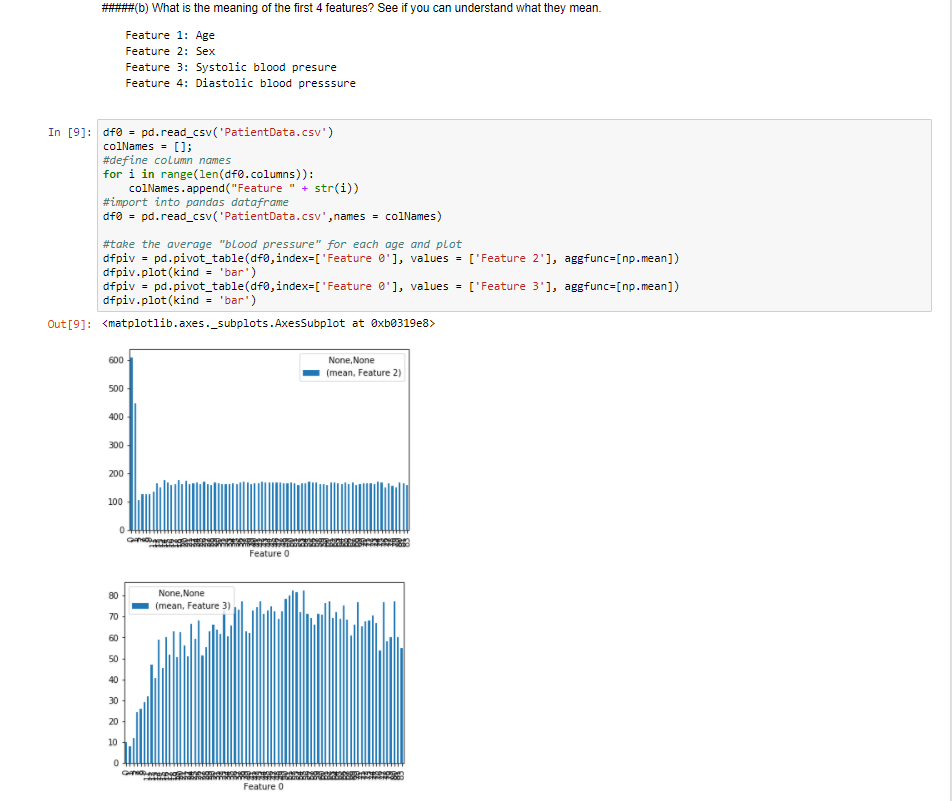 #####(b) What is the meaning of the first 4 features? See if you can understand what they mean.
Feature 1: Age
Feature 2: Sex
Feature 3: Systolic blood presure
Feature 4: Diastolic blood presssure
In [9]: df0 = pd.read_csv('PatientData.csv')
colNames = [];
#define column names
for i in range(len(df0.columns)):
    colNames.append("Feature " + str(i))
#import into pandas dataframe
df0 = pd.read_csv('PatientData.csv',names = colNames)
#take the average "blood pressure" for each age and plot
dfpiv = pd.pivot_table(df0,index=['Feature 0'], values = ['Feature 2'], aggfunc=[np.mean])
dfpiv.plot(kind = 'bar')
dfpiv = pd.pivot_table(df0,index=['Feature 0'], values = ['Feature 3'], aggfunc=[np.mean])
dfpiv.plot(kind = 'bar')
Out[9]: <matplotlib.axes._subplots.AxesSubplot at 0xb0319e8>
600
500
400
300
200
100
0
None,None
(mean, Feature 2)
Feature 0
80
70
60
50
40
30
20
10
0
None,None
(mean, Feature 3)
Feature 0